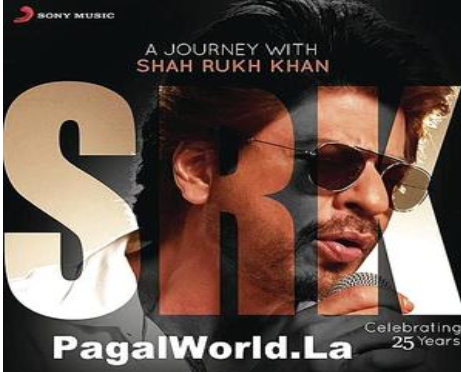 SONY MUSIC
A JOURNEY WITH
SHAH RUKH KHAN
SRK
Celebrating
25 Years
PagalWorld.La